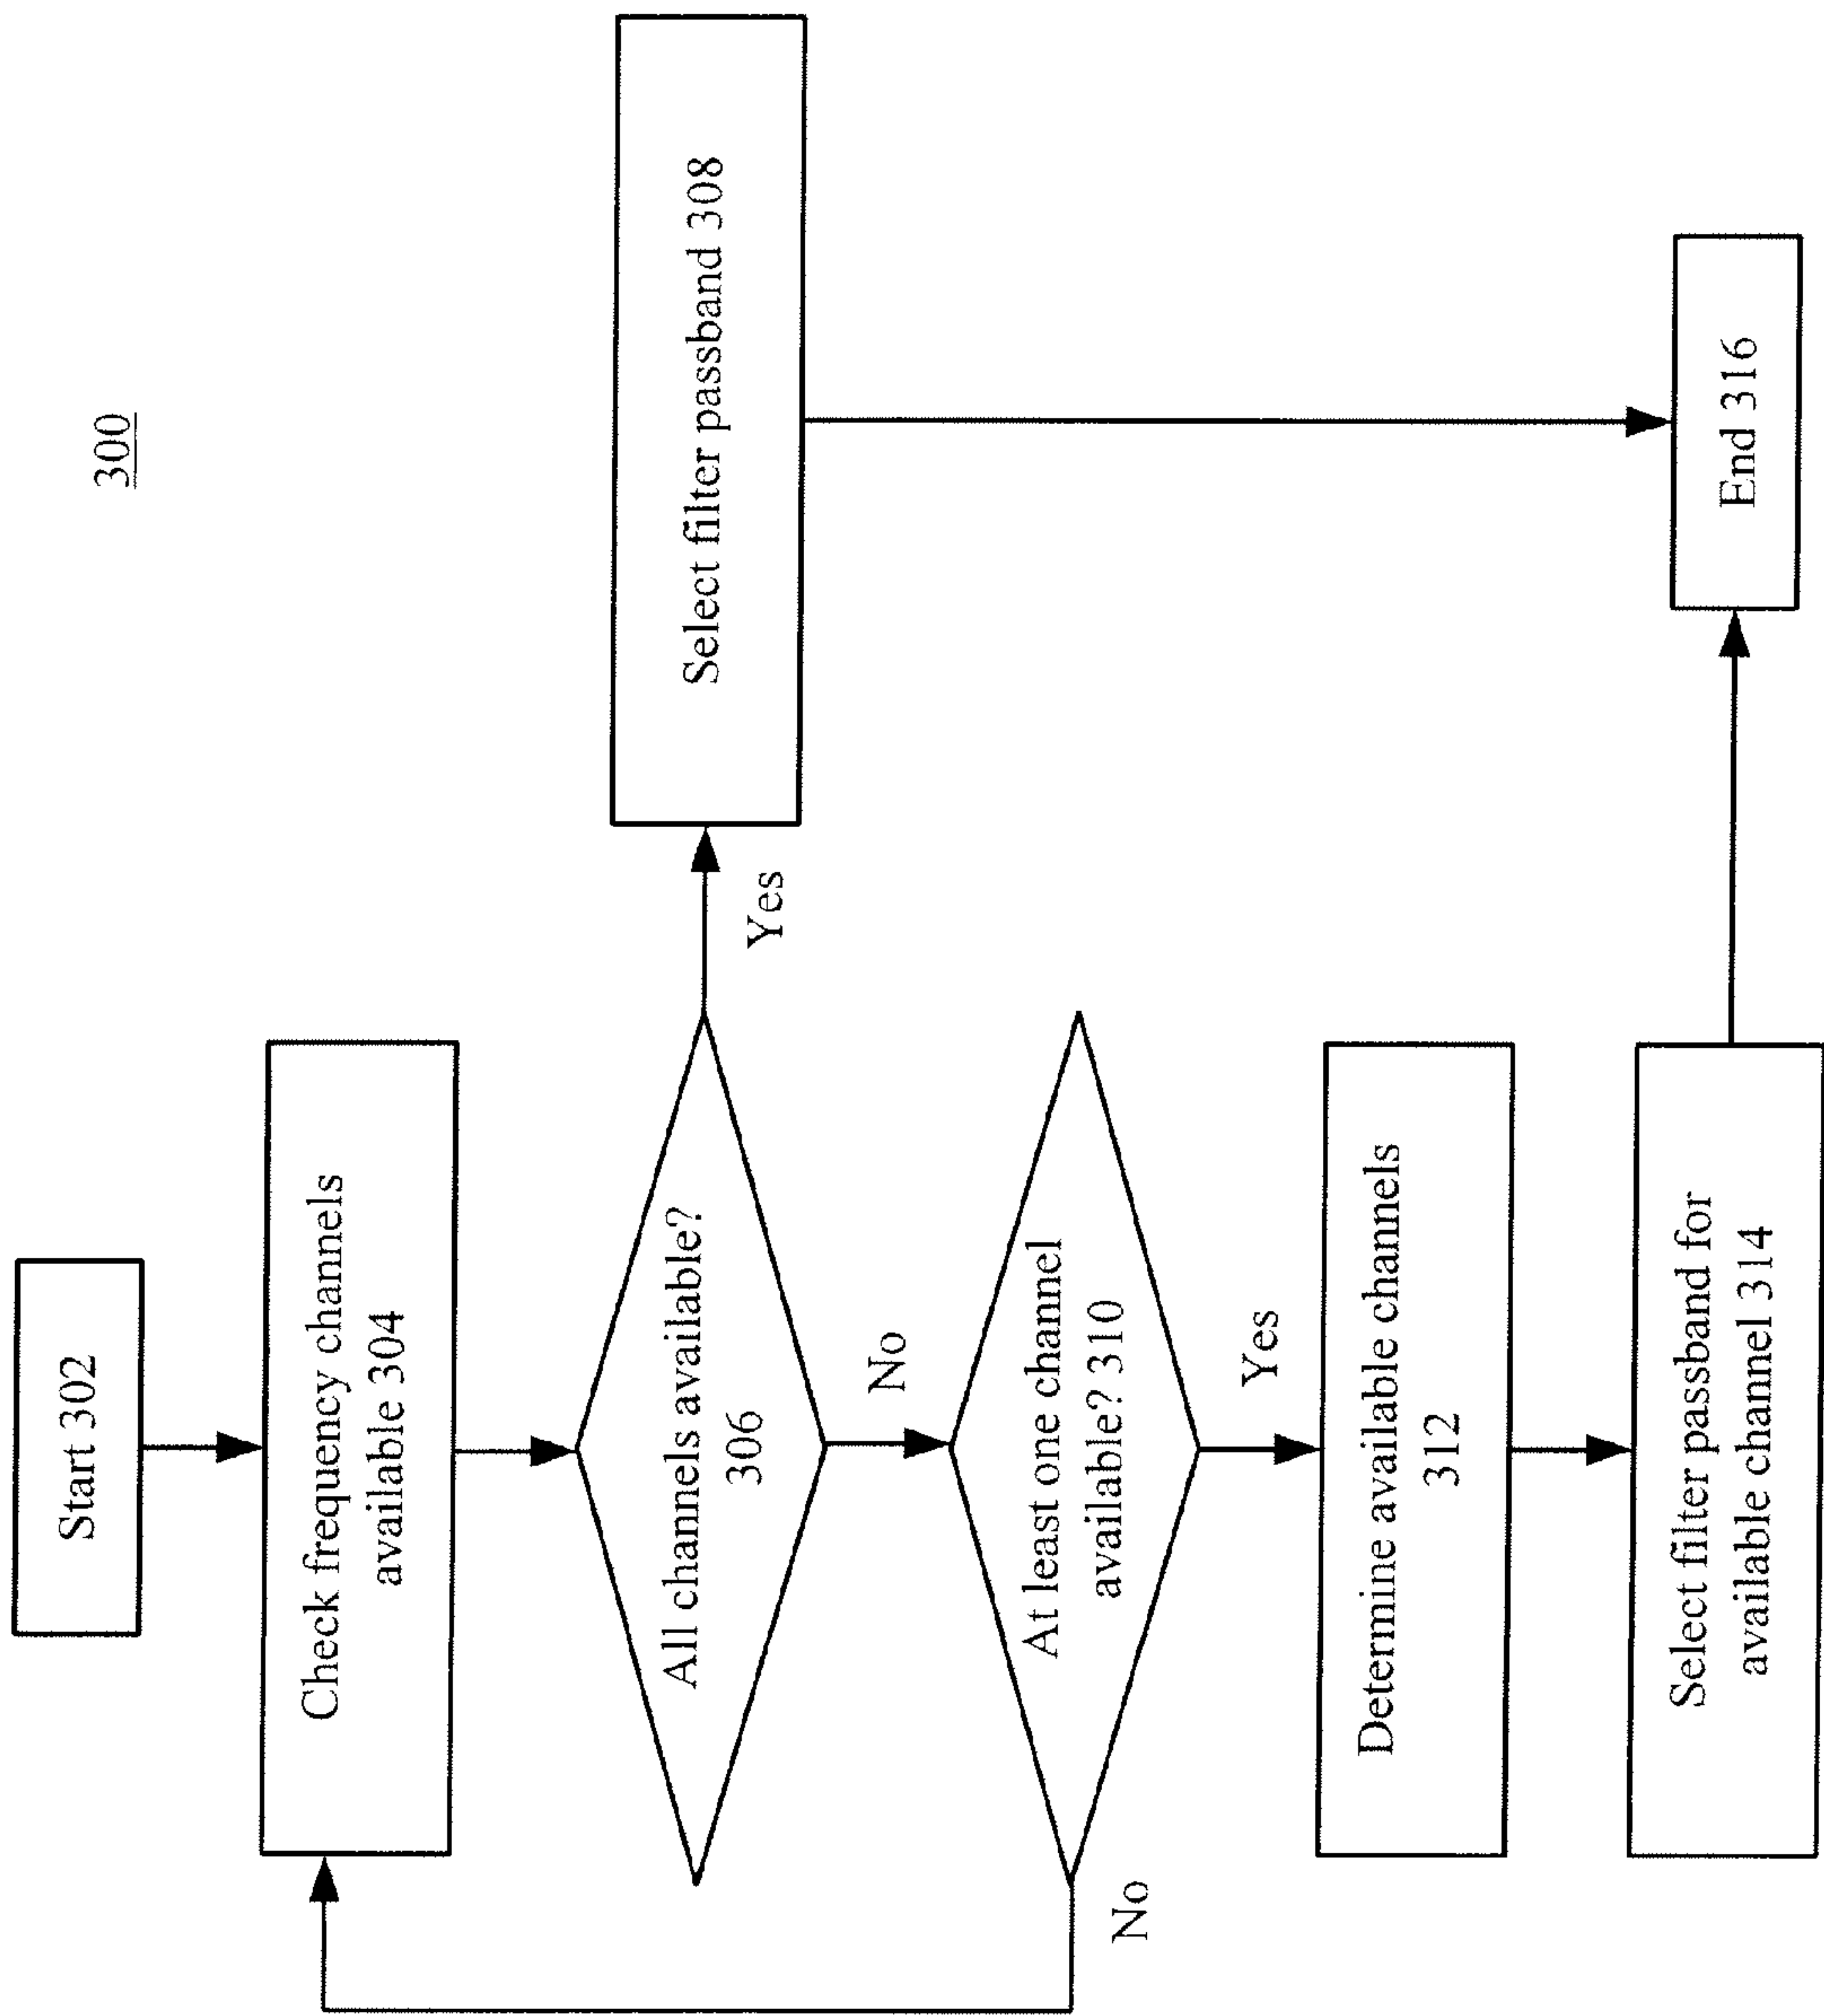 300
Start 302
Check frequency channels
available 304
All channels available?
306
Yes
Select filter passband 308
No
At least one channel
available? 310
No
Yes
Determine available channels
312
Select filter passband for
available channel 314
End 316